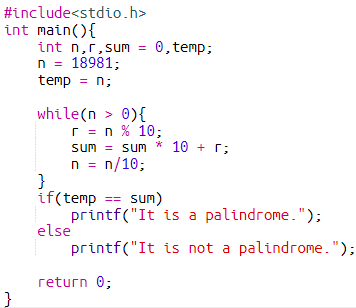 #include<stdio.h>
int main(){
    int n,r,sum = 0,temp;
    n = 18981;
    temp = n;

    while(n > 0){
        r = n % 10;
        sum = sum * 10 + r;
        n = n/10;
    }
    if(temp == sum)
        printf("It is a palindrome.");
    else
        printf("It is not a palindrome.");

    return 0;
}